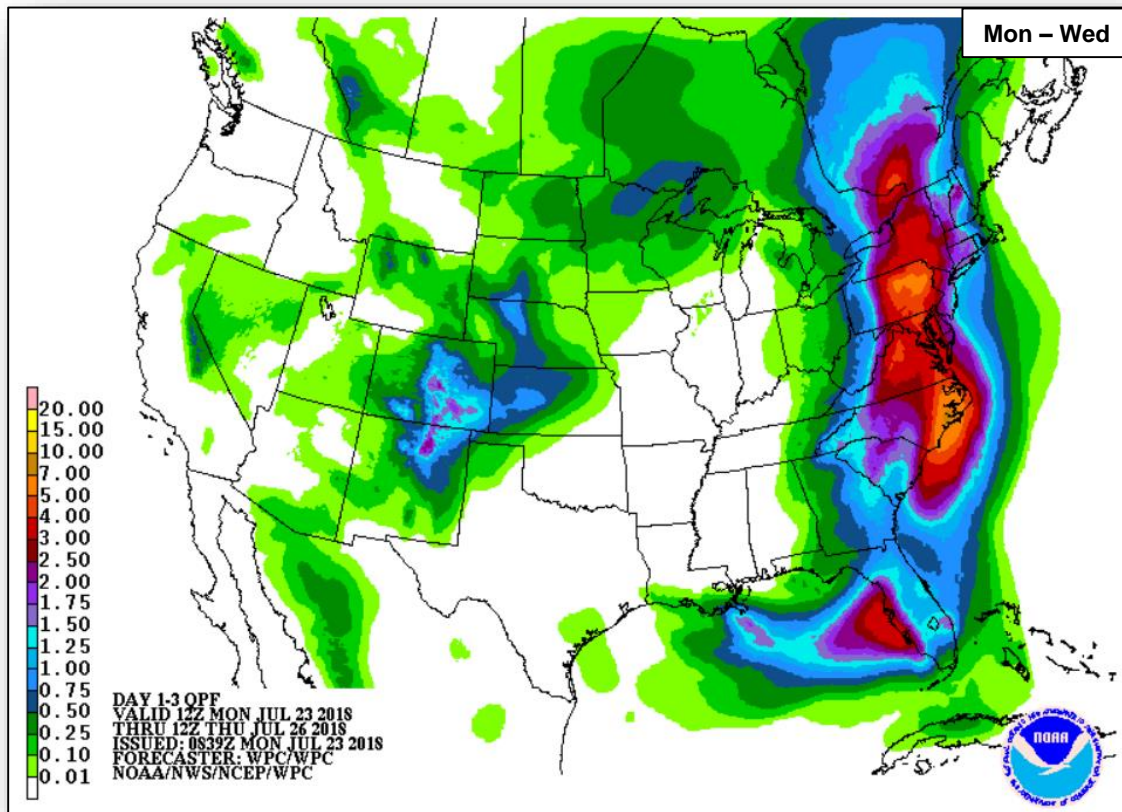 Mon – Wed
20.00
15.00
10.00
7.00
5.00
4.00
3.00
2.50
2.00
1.75
1.50
1.25
1.00
0.75
0.50
0.25
0.10
0.01
DAY 1-3 QPF
VALID 12Z MON JUL 23 2018
THRU 12Z THU JUL 26 2018
ISSUED: 0839Z MON JUL 23 2018
FORECASTER: WPC/WPC
NOAA/NWS/NCEP/WPC
NOAA